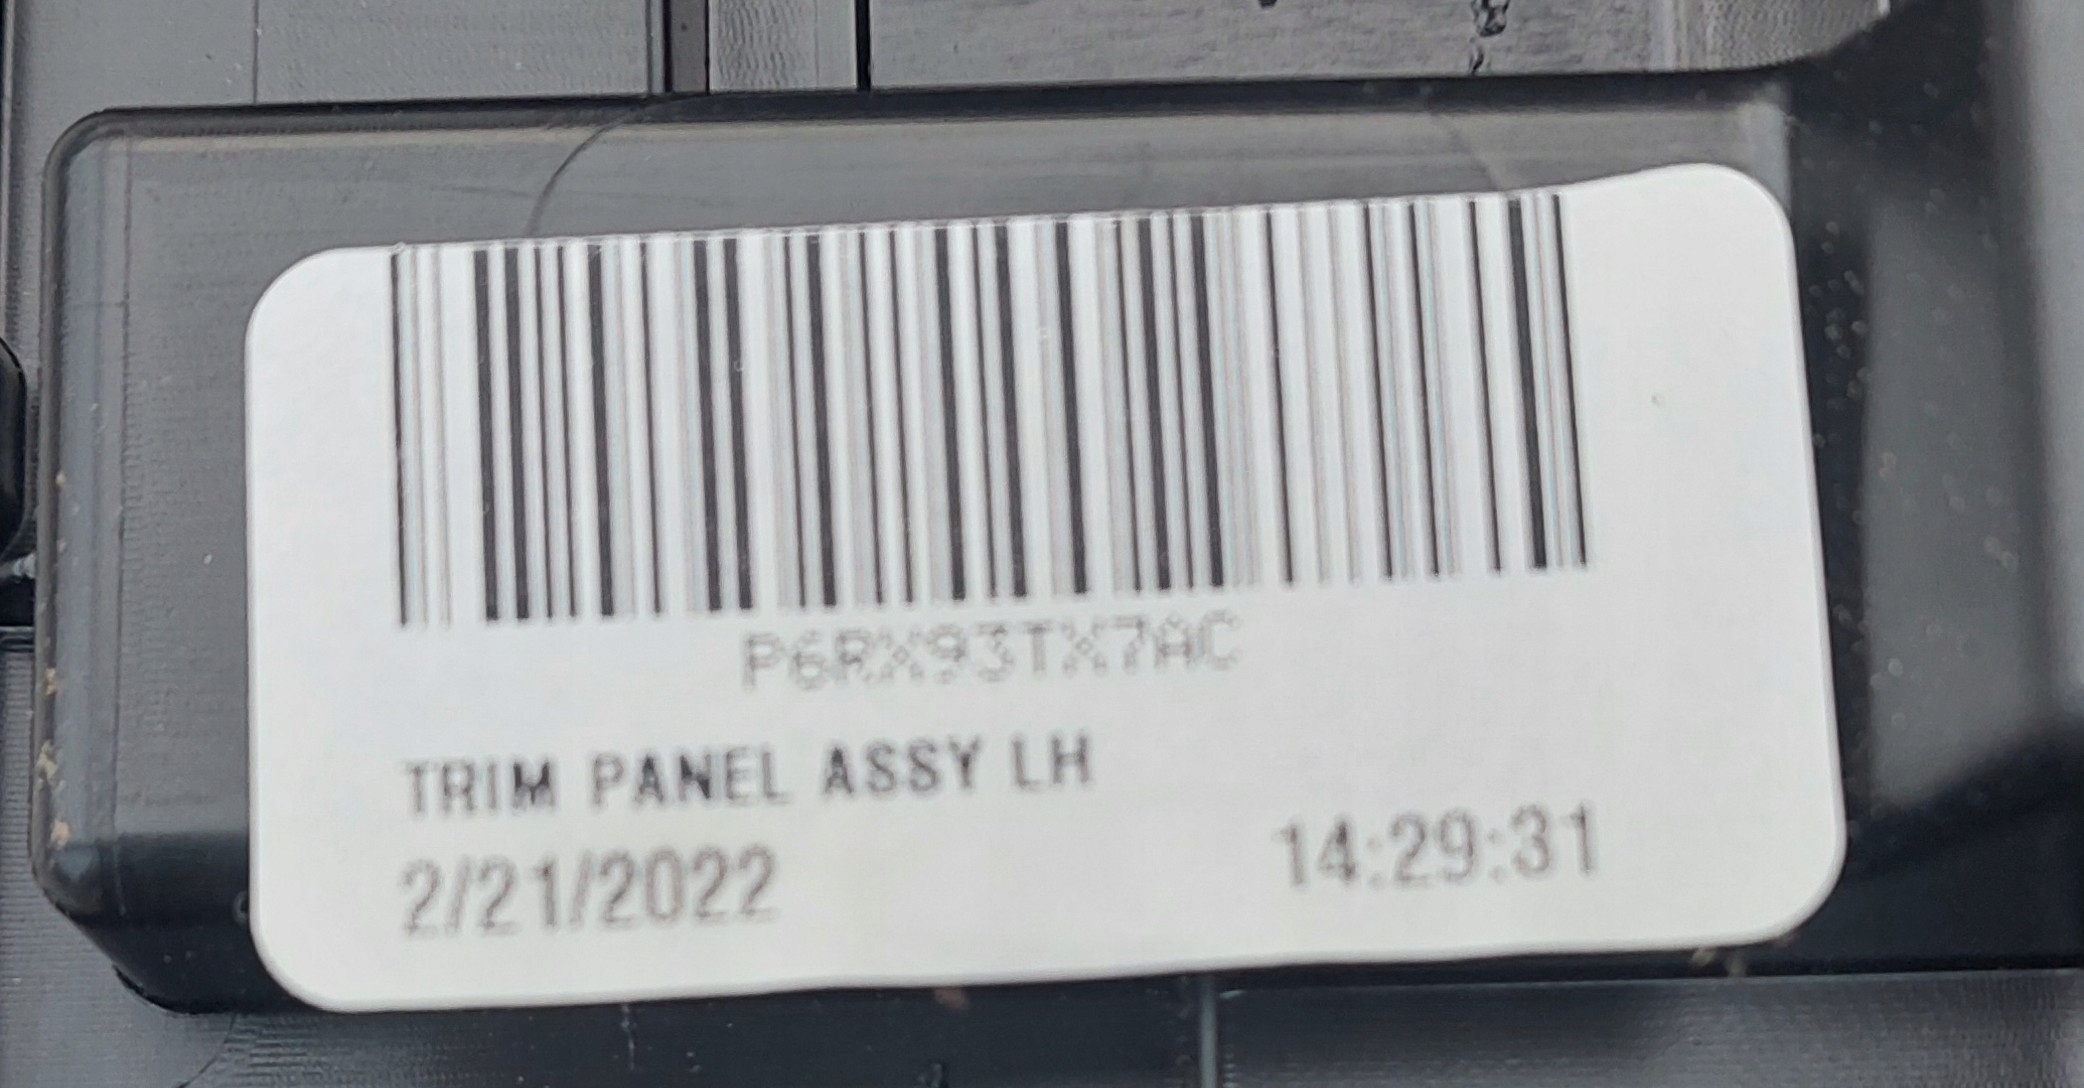 P6RX93TX7AC
TRIM PANEL ASSY LH
2/21/2022 14:29:31